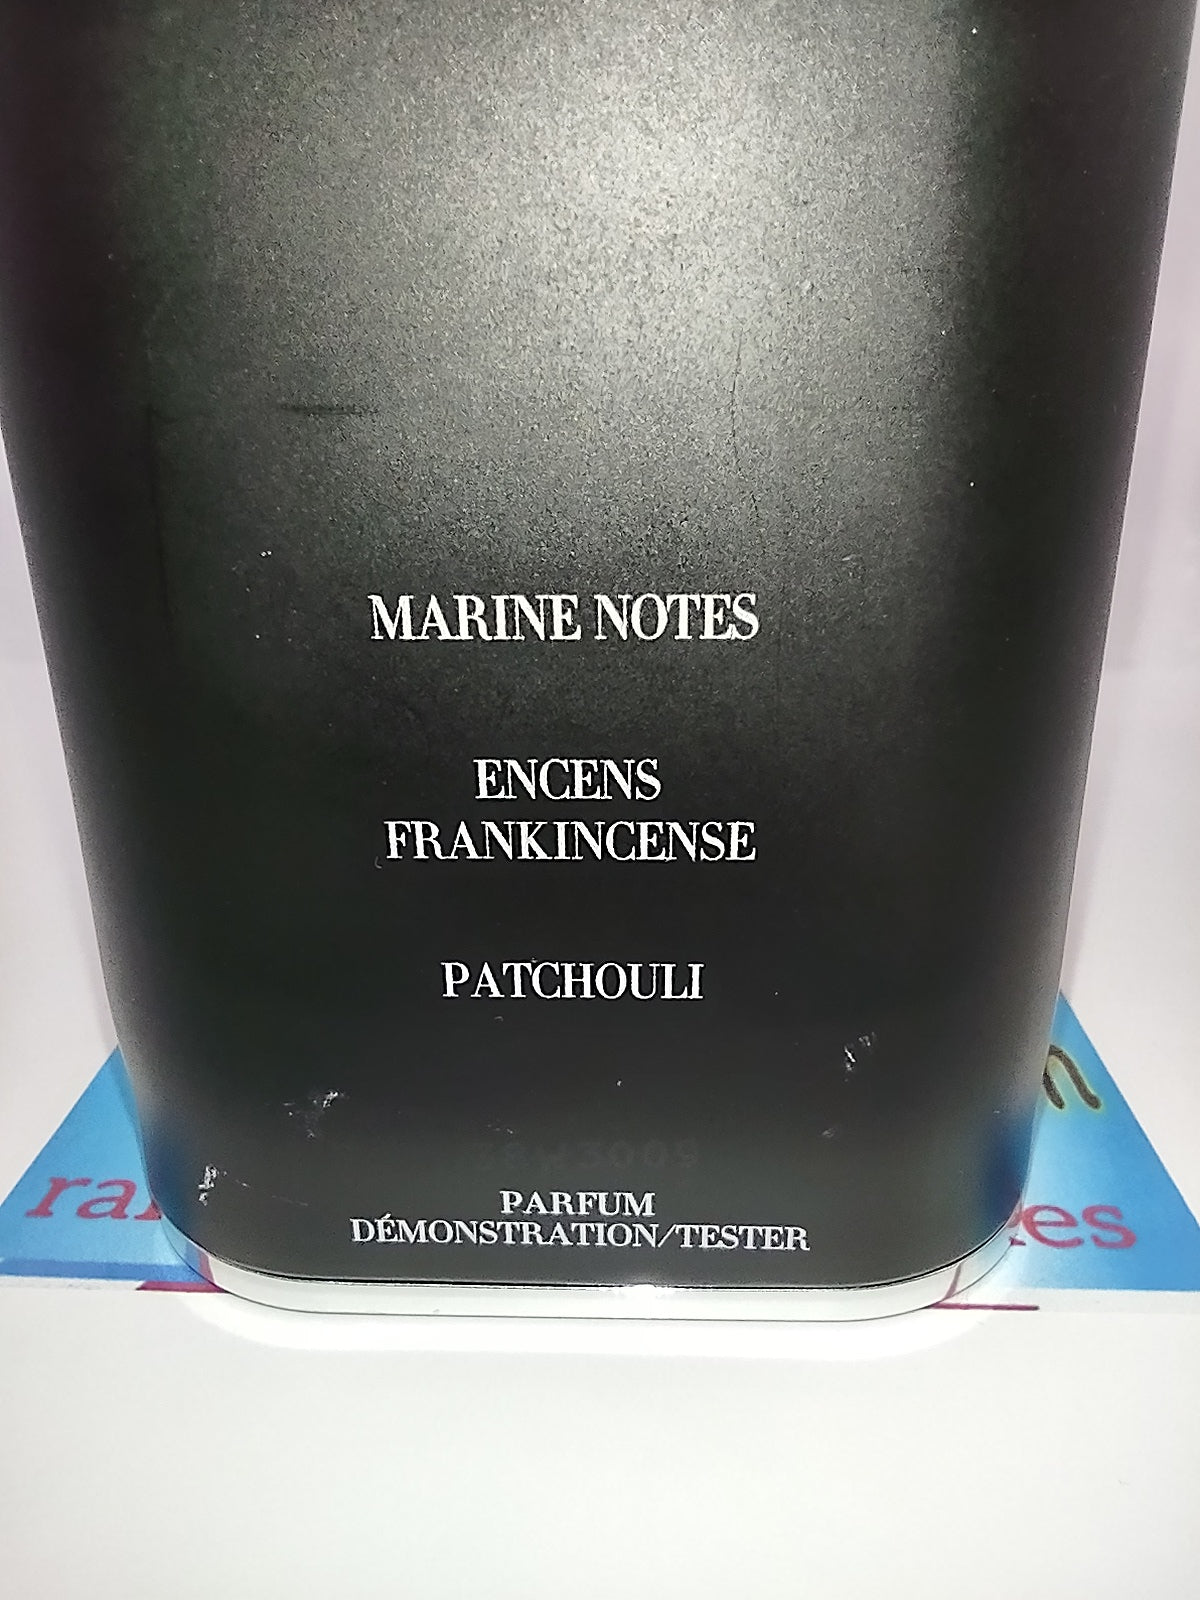 MARINE NOTES
ENCENS
FRANKINCENSE
PATCHOULI
PARFUM
DÉMONSTRATION/TESTER